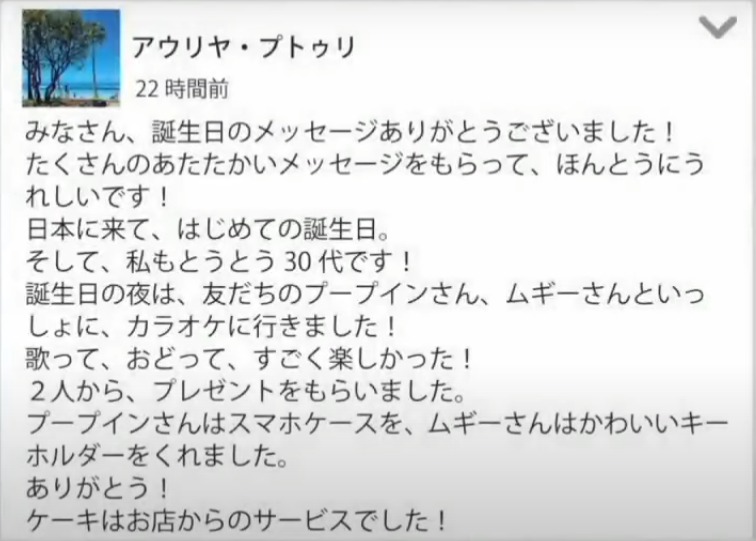 アウリヤ・プトゥリ
22 時間前
みなさん、誕生日のメッセージありがとうございました！
たくさんのあたたかいメッセージをもらって、ほんとうにう
れしいです！
日本に来て、はじめての誕生日。
そして、私もとうとう 30 代です！
誕生日の夜は、友だちのプープインさん、ムギーさんといっ
しょに、カラオケに行きました！
歌って、おどって、すごく楽しかった！
２人から、プレゼントをもらいました。
プープインさんはスマホケースを、ムギーさんはかわいいキー
ホルダーをくれました。
ありがとう！
ケーキはお店からのサービスでした！